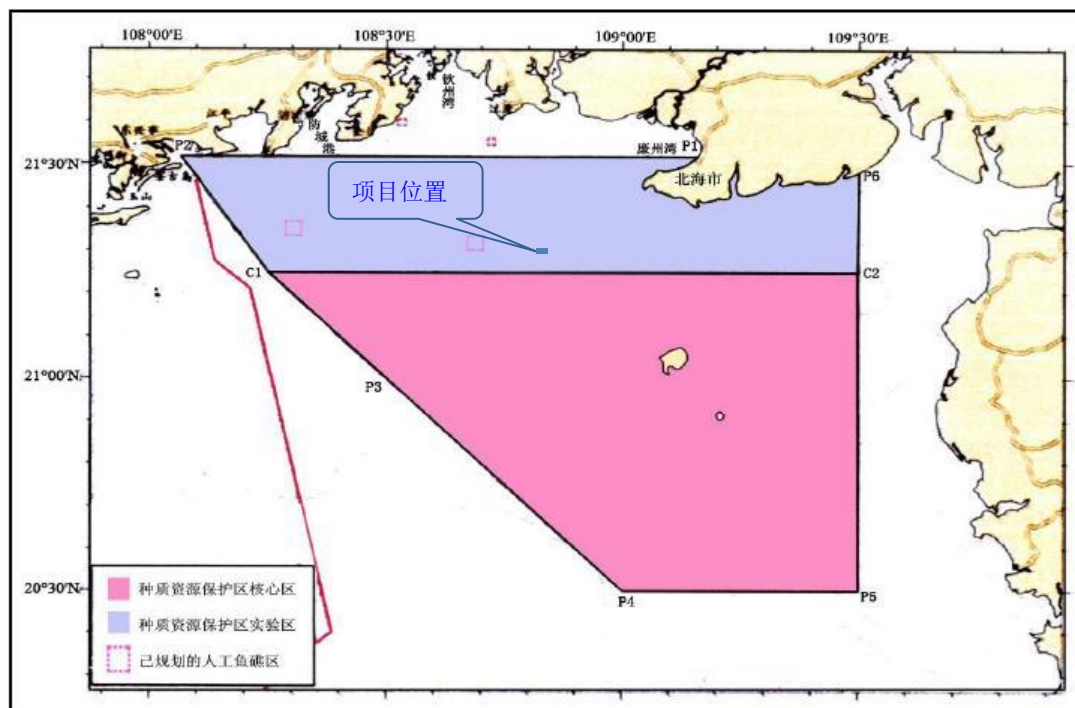 108°00′E
108°30′E
109°00′E
109°30′E
钦州湾
江平
防城港
P2
21°30′N
廉州湾
P1
北海市
P6
项目位置
C1
C2
21°00′N
P3
20°30′N
P4
P5
种质资源保护区核心区
种质资源保护区实验区
已规划的人工鱼礁区